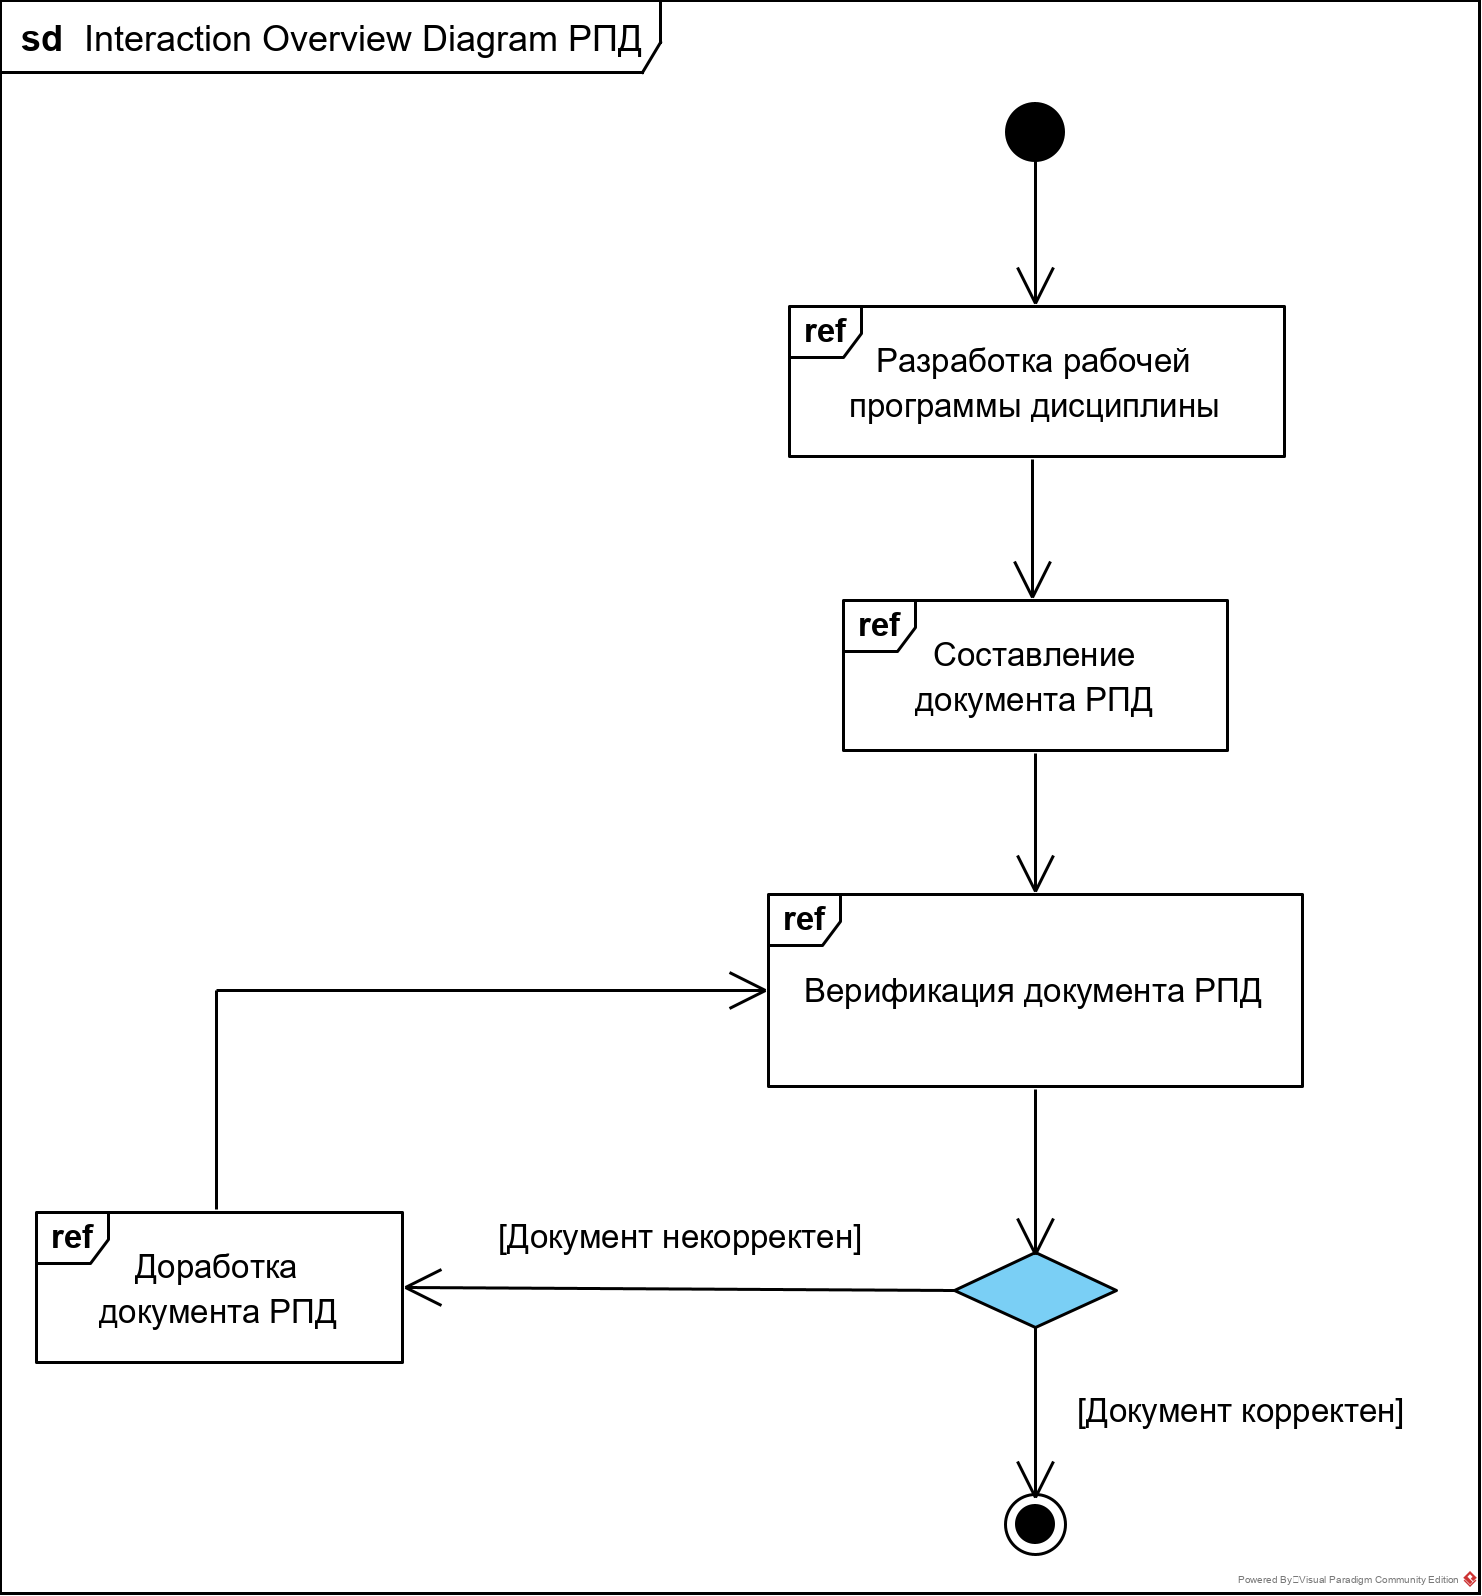 sd Interaction Overview Diagram РПД
ref
Разработка рабочей
программы дисциплины
ref
Составление
документа РПД
ref
Верификация документа РПД
ref
Доработка
документа РПД
[Документ некорректен]
[Документ корректен]
Powered By Visual Paradigm Community Edition